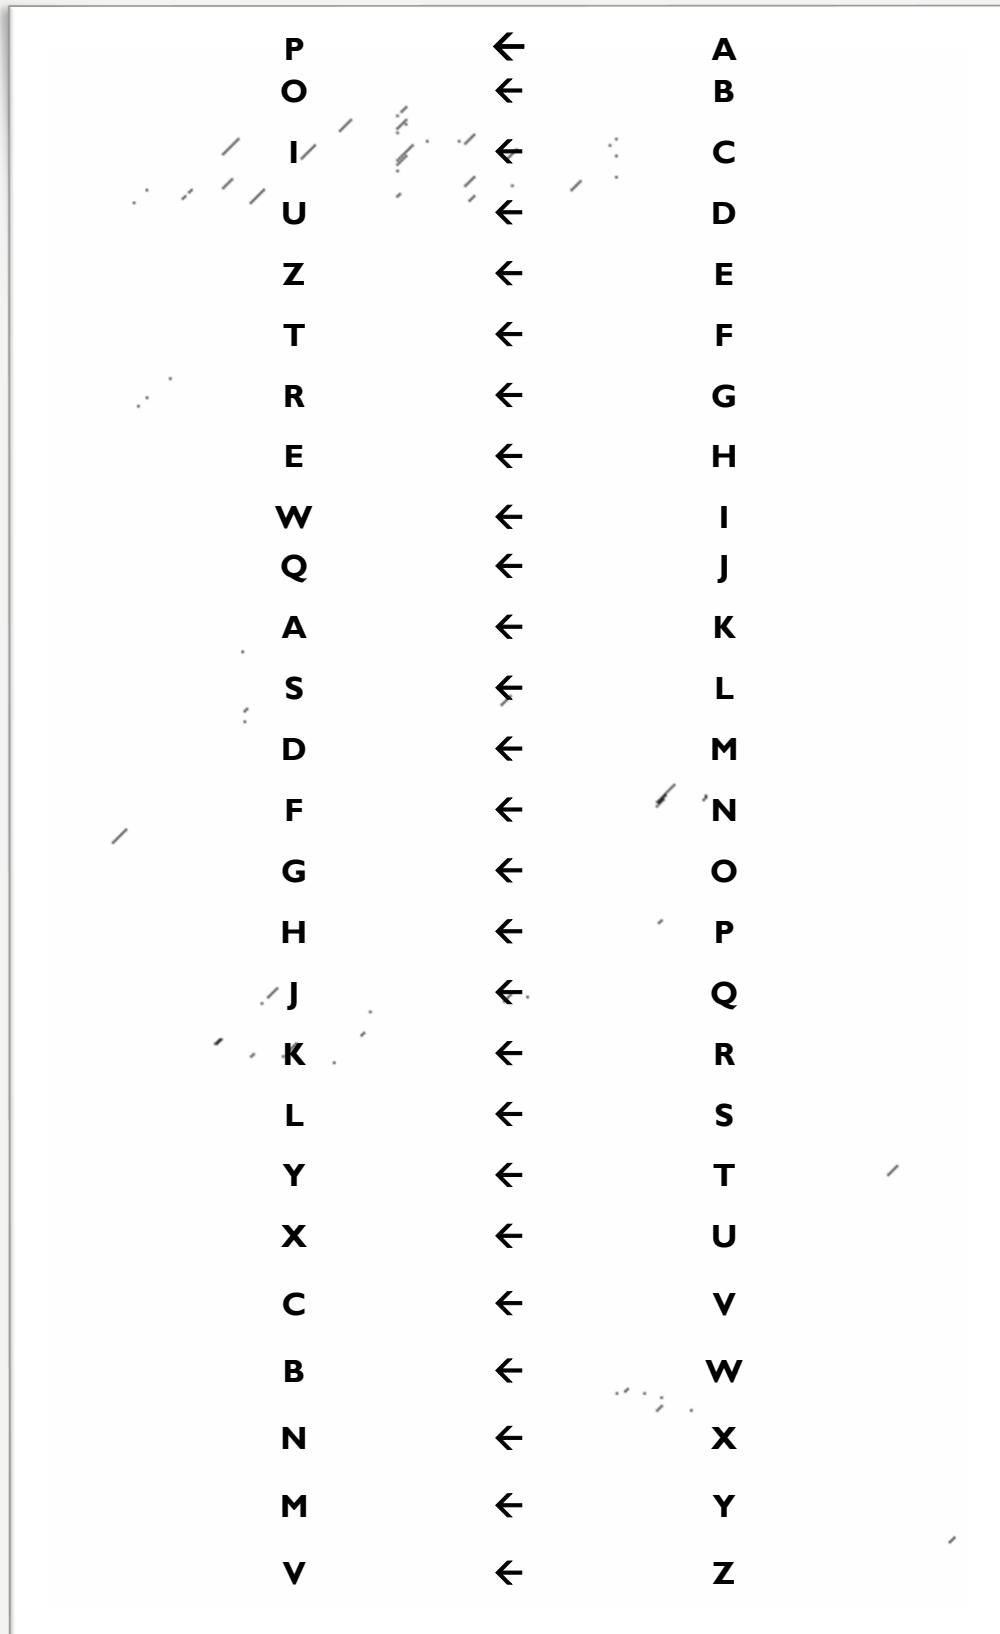 P ← A
O ← B
I ← C
U ← D
Z ← E
T ← F
R ← G
E ← H
W ← I
Q ← J
A ← K
S ← L
D ← M
F ← N
G ← O
H ← P
J ← Q
K ← R
L ← S
Y ← T
X ← U
C ← V
B ← W
N ← X
M ← Y
V ← Z